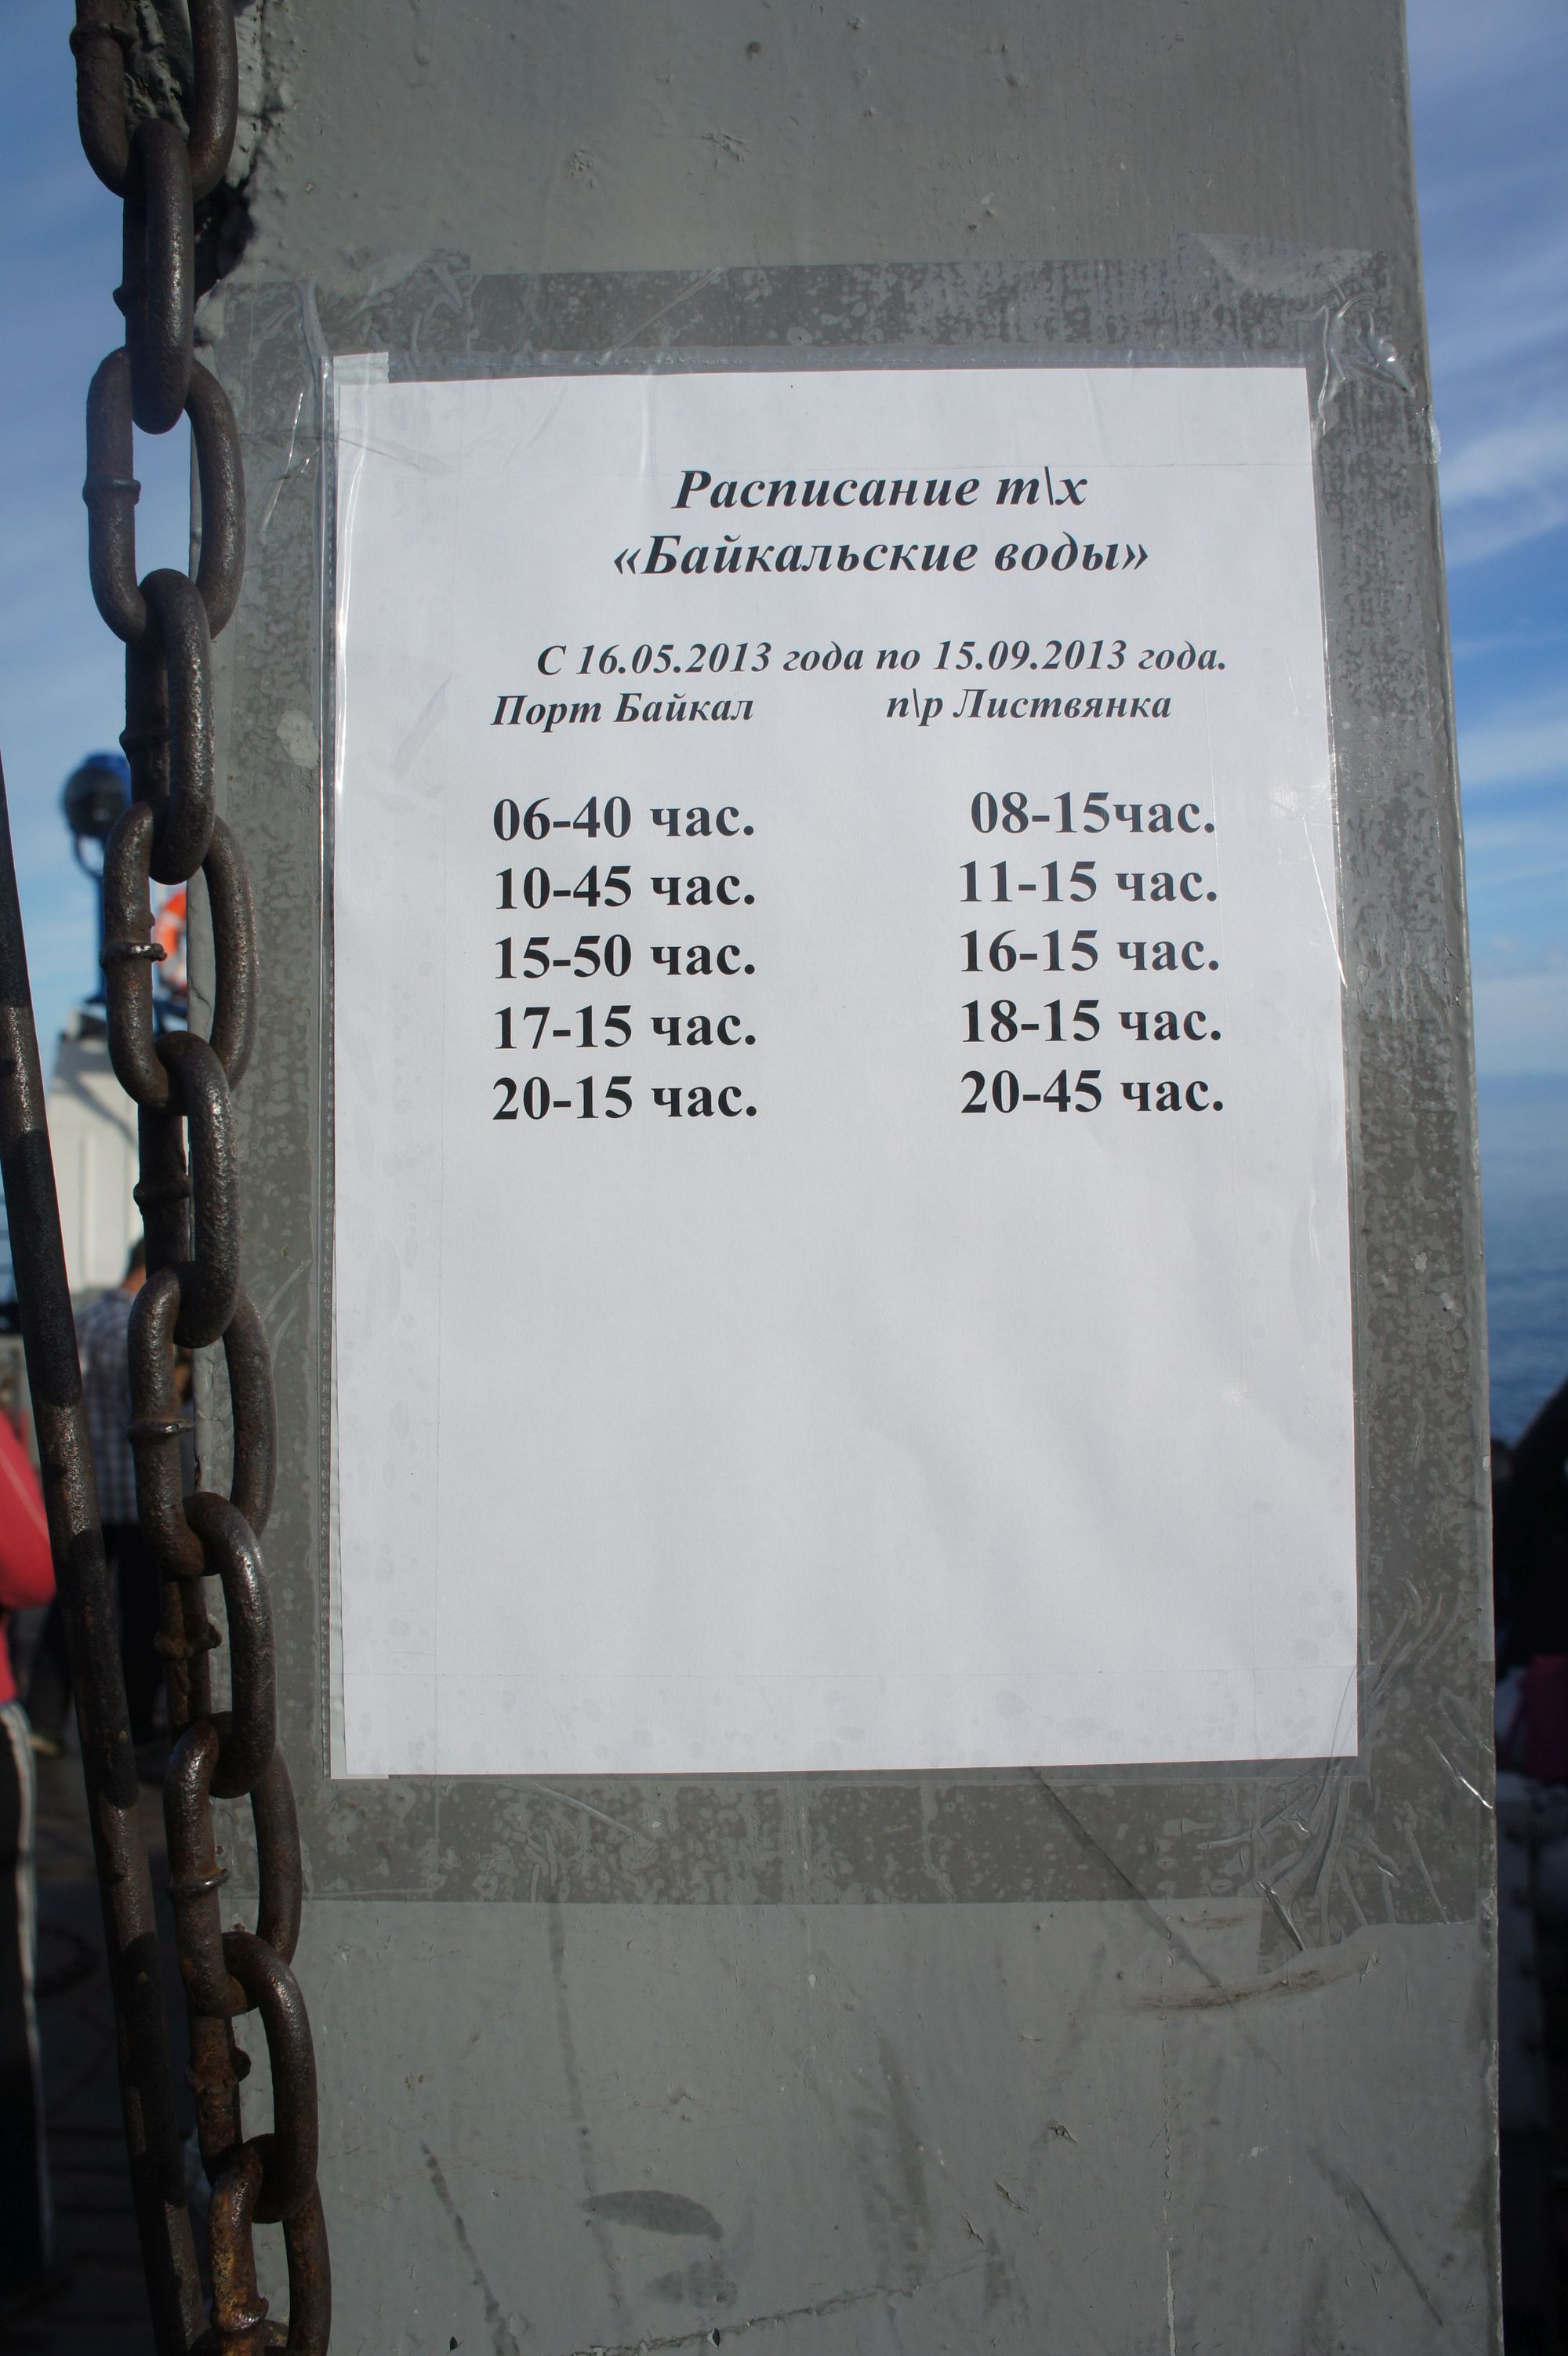 Расписание т\х
«Байкальские воды»
С 16.05.2013 года по 15.09.2013 года.
Порт Байкал п\р Листвянка
06-40 час. 08-15час.
10-45 час. 11-15 час.
15-50 час. 16-15 час.
17-15 час. 18-15 час.
20-15 час. 20-45 час.